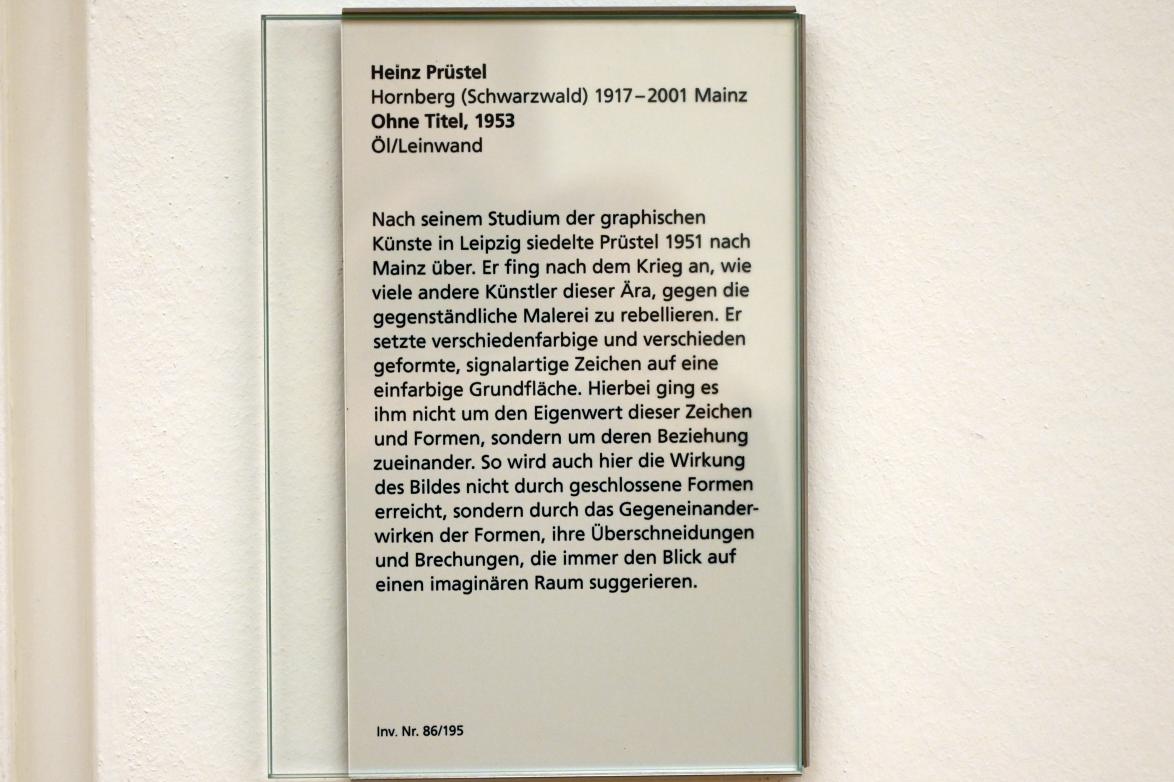 Heinz Prüstel
Hornberg (Schwarzwald) 1917–2001 Mainz
Ohne Titel, 1953
Öl/Leinwand
Nach seinem Studium der graphischen
Künste in Leipzig siedelte Prüstel 1951 nach
Mainz über. Er fing nach dem Krieg an, wie
viele andere Künstler dieser Ära, gegen die
gegenständliche Malerei zu rebellieren. Er
setzte verschiedenfarbige und verschieden
geformte, signalartige Zeichen auf eine
einfarbige Grundfläche. Hierbei ging es
ihm nicht um den Eigenwert dieser Zeichen
und Formen, sondern um deren Beziehung
zueinander. So wird auch hier die Wirkung
des Bildes nicht durch geschlossene Formen
erreicht, sondern durch das Gegeneinander-
wirken der Formen, ihre Überschneidungen
und Brechungen, die immer den Blick auf
einen imaginären Raum suggerieren.
Inv. Nr. 86/195